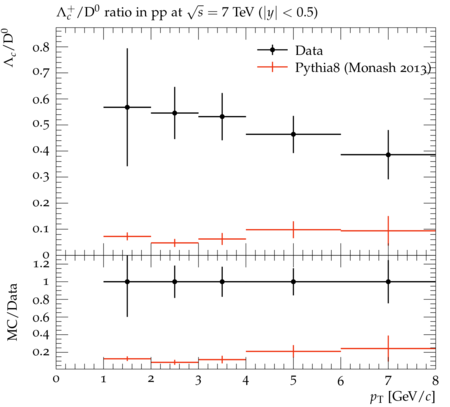 Λc⁺/D⁰ ratio in pp at √s = 7 TeV (|y| < 0.5)
Λc/D⁰
0.8
0.7
0.6
0.5
0.4
0.3
0.2
0.1
0
Data
Pythia8 (Monash 2013)
MC/Data
1.2
1
0.8
0.6
0.4
0.2
0 1 2 3 4 5 6 7 8
pT [GeV/c]